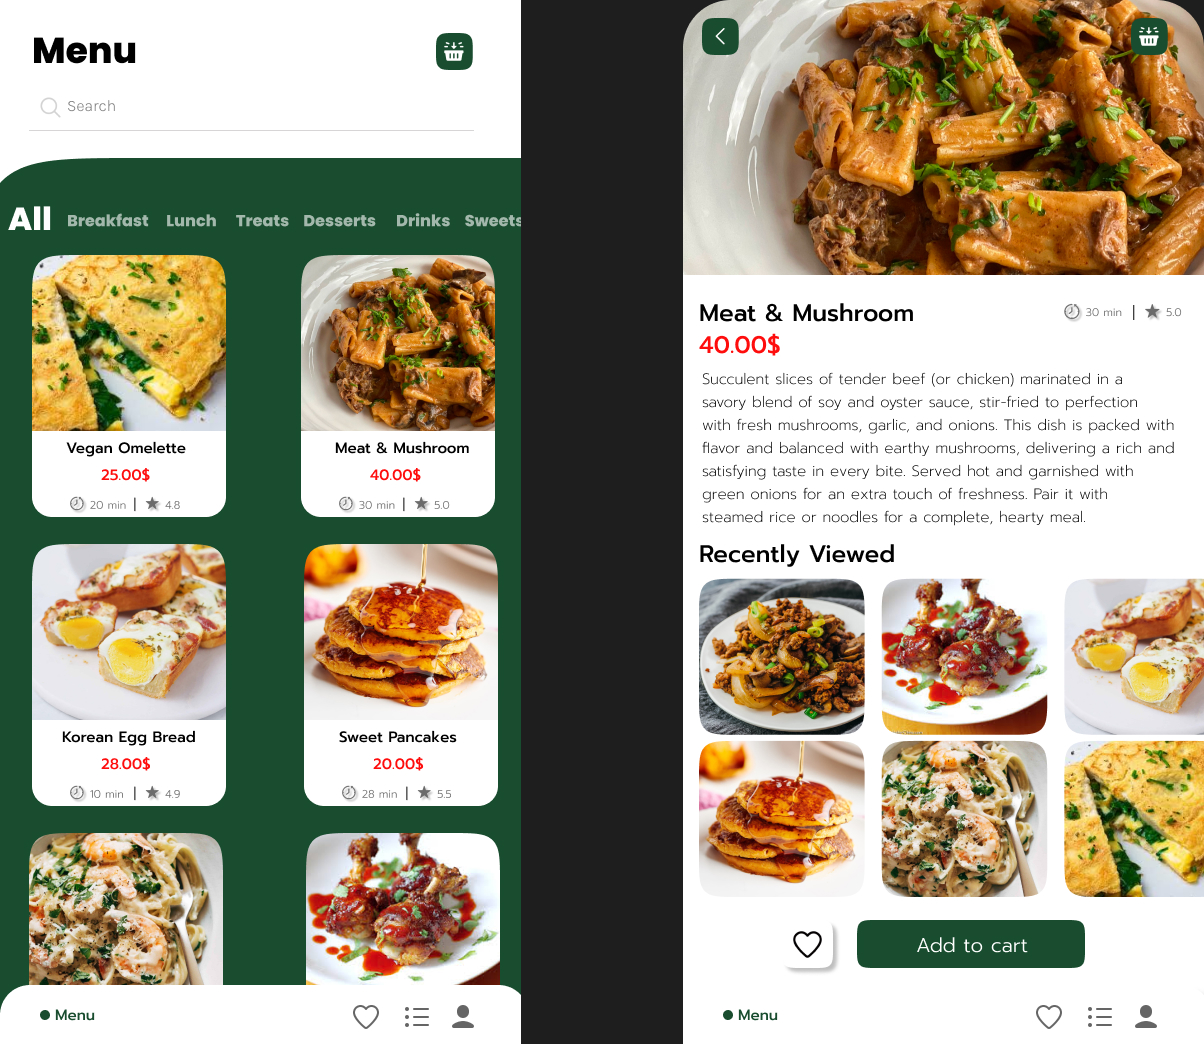 Menu
Search
All Breakfast Lunch Treats Desserts Drinks Sweets
Vegan Omelette
25.00$
20 min | 4.8
Meat & Mushroom
40.00$
30 min | 5.0
Korean Egg Bread
28.00$
10 min | 4.9
Sweet Pancakes
20.00$
28 min | 5.5
Menu
Meat & Mushroom
30 min | 5.0
40.00$
Succulent slices of tender beef (or chicken) marinated in a
savory blend of soy and oyster sauce, stir-fried to perfection
with fresh mushrooms, garlic, and onions. This dish is packed with
flavor and balanced with earthy mushrooms, delivering a rich and
satisfying taste in every bite. Served hot and garnished with
green onions for an extra touch of freshness. Pair it with
steamed rice or noodles for a complete, hearty meal.
Recently Viewed
Add to cart
Menu